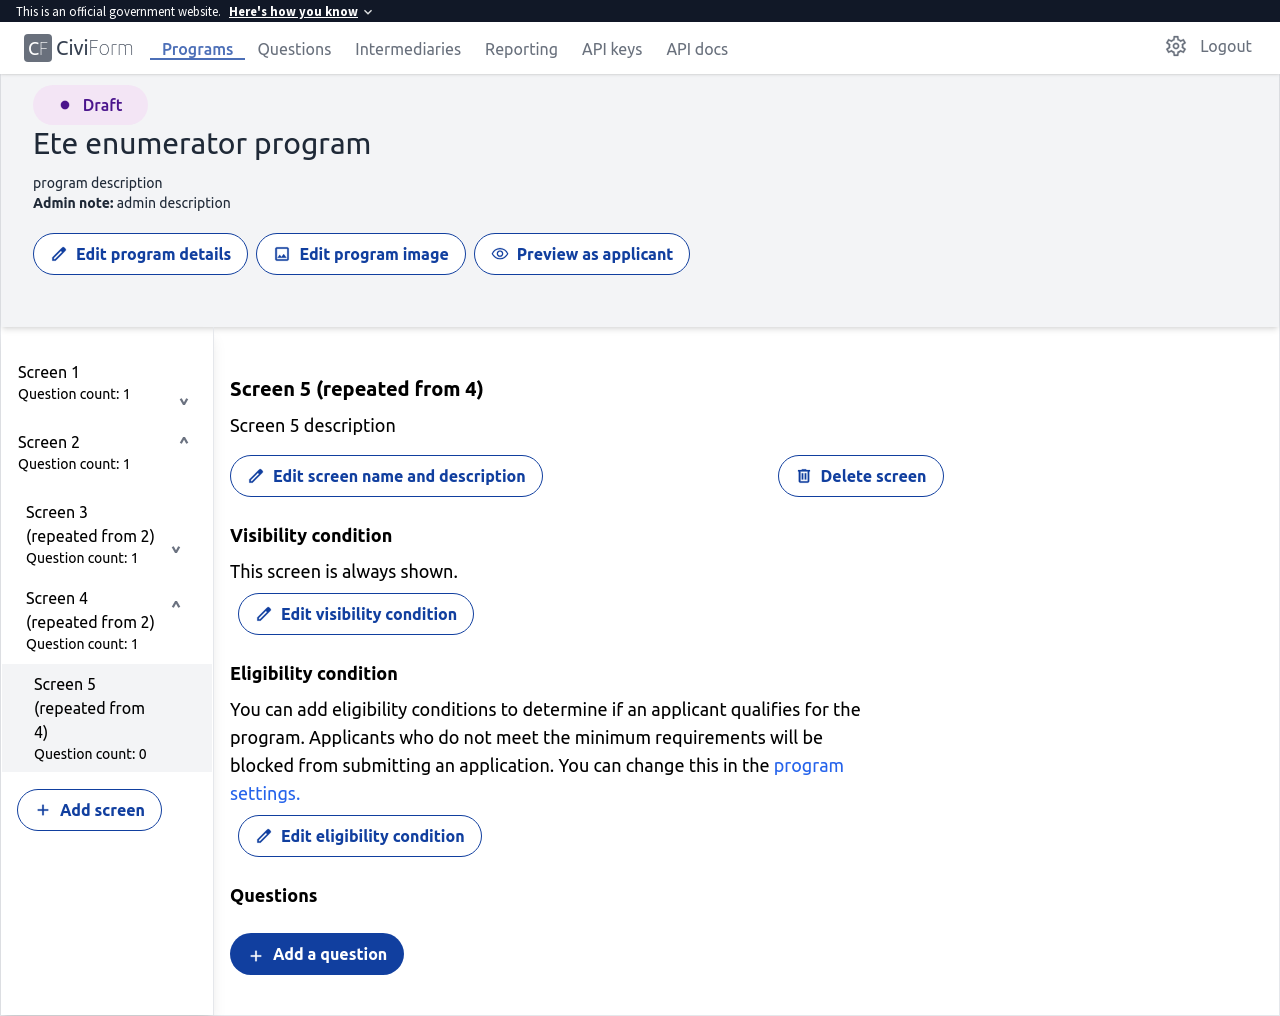 This is an official government website. Here's how you know
CF CiviForm Programs Questions Intermediaries Reporting API keys API docs Logout
Draft
Ete enumerator program
program description
Admin note: admin description
Edit program details Edit program image Preview as applicant
Screen 1
Question count: 1
Screen 2
Question count: 1
Screen 3
(repeated from 2)
Question count: 1
Screen 4
(repeated from 2)
Question count: 1
Screen 5
(repeated from
4)
Question count: 0
Add screen
Screen 5 (repeated from 4)
Screen 5 description
Edit screen name and description Delete screen
Visibility condition
This screen is always shown.
Edit visibility condition
Eligibility condition
You can add eligibility conditions to determine if an applicant qualifies for the
program. Applicants who do not meet the minimum requirements will be
blocked from submitting an application. You can change this in the program
settings.
Edit eligibility condition
Questions
Add a question